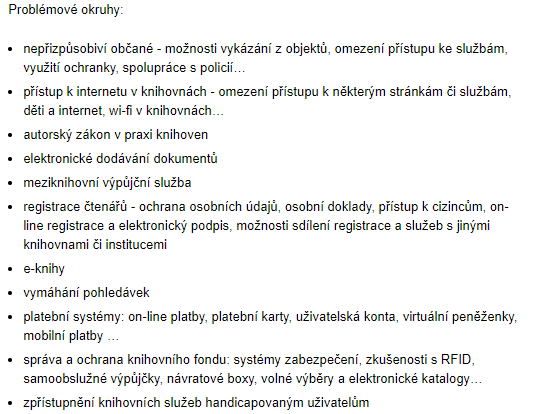 Problémové okruhy:
• nepřizpůsobiví občané - možnosti vykázání z objektů, omezení přístupu ke službám,
využití ochranky, spolupráce s policií…
• přístup k internetu v knihovnách - omezení přístupu k některým stránkám či službám,
děti a internet, wi-fi v knihovnách…
• autorský zákon v praxi knihoven
• elektronické dodávání dokumentů
• meziknihovní výpůjční služba
• registrace čtenářů - ochrana osobních údajů, osobní doklady, přístup k cizincům, on-
line registrace a elektronický podpis, možnosti sdílení registrace a služeb s jinými
knihovnami či institucemi
• e-knihy
• vymáhání pohledávek
• platební systémy: on-line platby, platební karty, uživatelská konta, virtuální peněženky,
mobilní platby …
• správa a ochrana knihovního fondu: systémy zabezpečení, zkušenosti s RFID,
samoobslužné výpůjčky, návratové boxy, volné výběry a elektronické katalogy…
• zpřístupnění knihovních služeb handicapovaným uživatelům